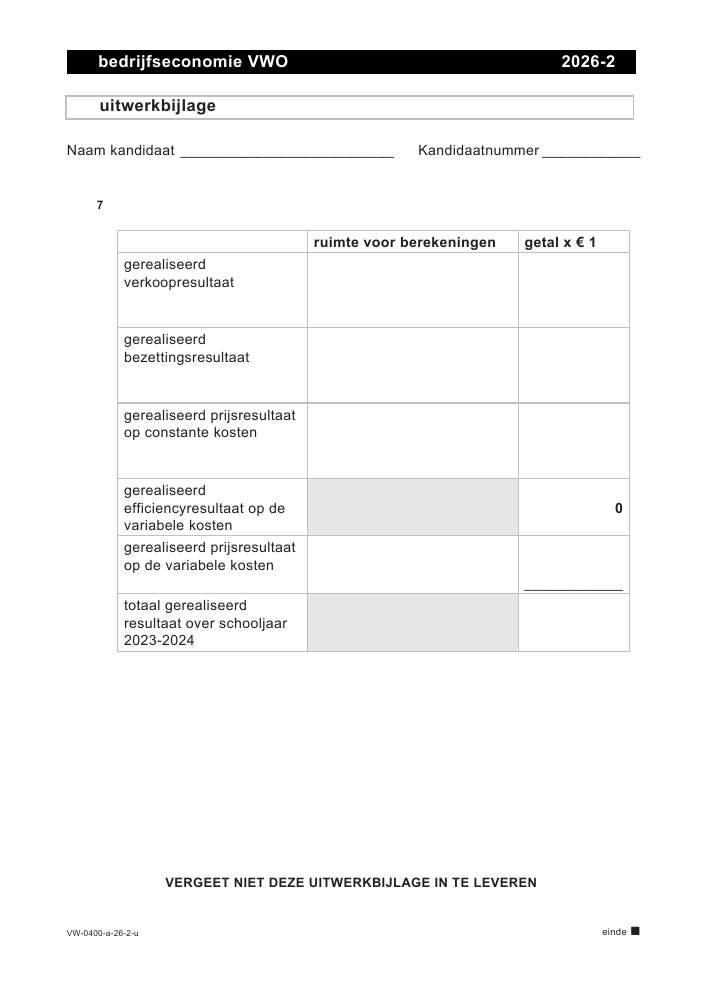 bedrijfseconomie VWO 2026-2
uitwerkbijlage
Naam kandidaat __________________________ Kandidaatnummer ____________
7
ruimte voor berekeningen getal x € 1
gerealiseerd
verkoopresultaat
gerealiseerd
bezettingsresultaat
gerealiseerd prijsresultaat
op constante kosten
gerealiseerd
efficiencyresultaat op de
variabele kosten
0
gerealiseerd prijsresultaat
op de variabele kosten
____________
totaal gerealiseerd
resultaat over schooljaar
2023-2024
VERGEET NIET DEZE UITWERKBIJLAGE IN TE LEVEREN
VW-0400-a-26-2-u einde ■